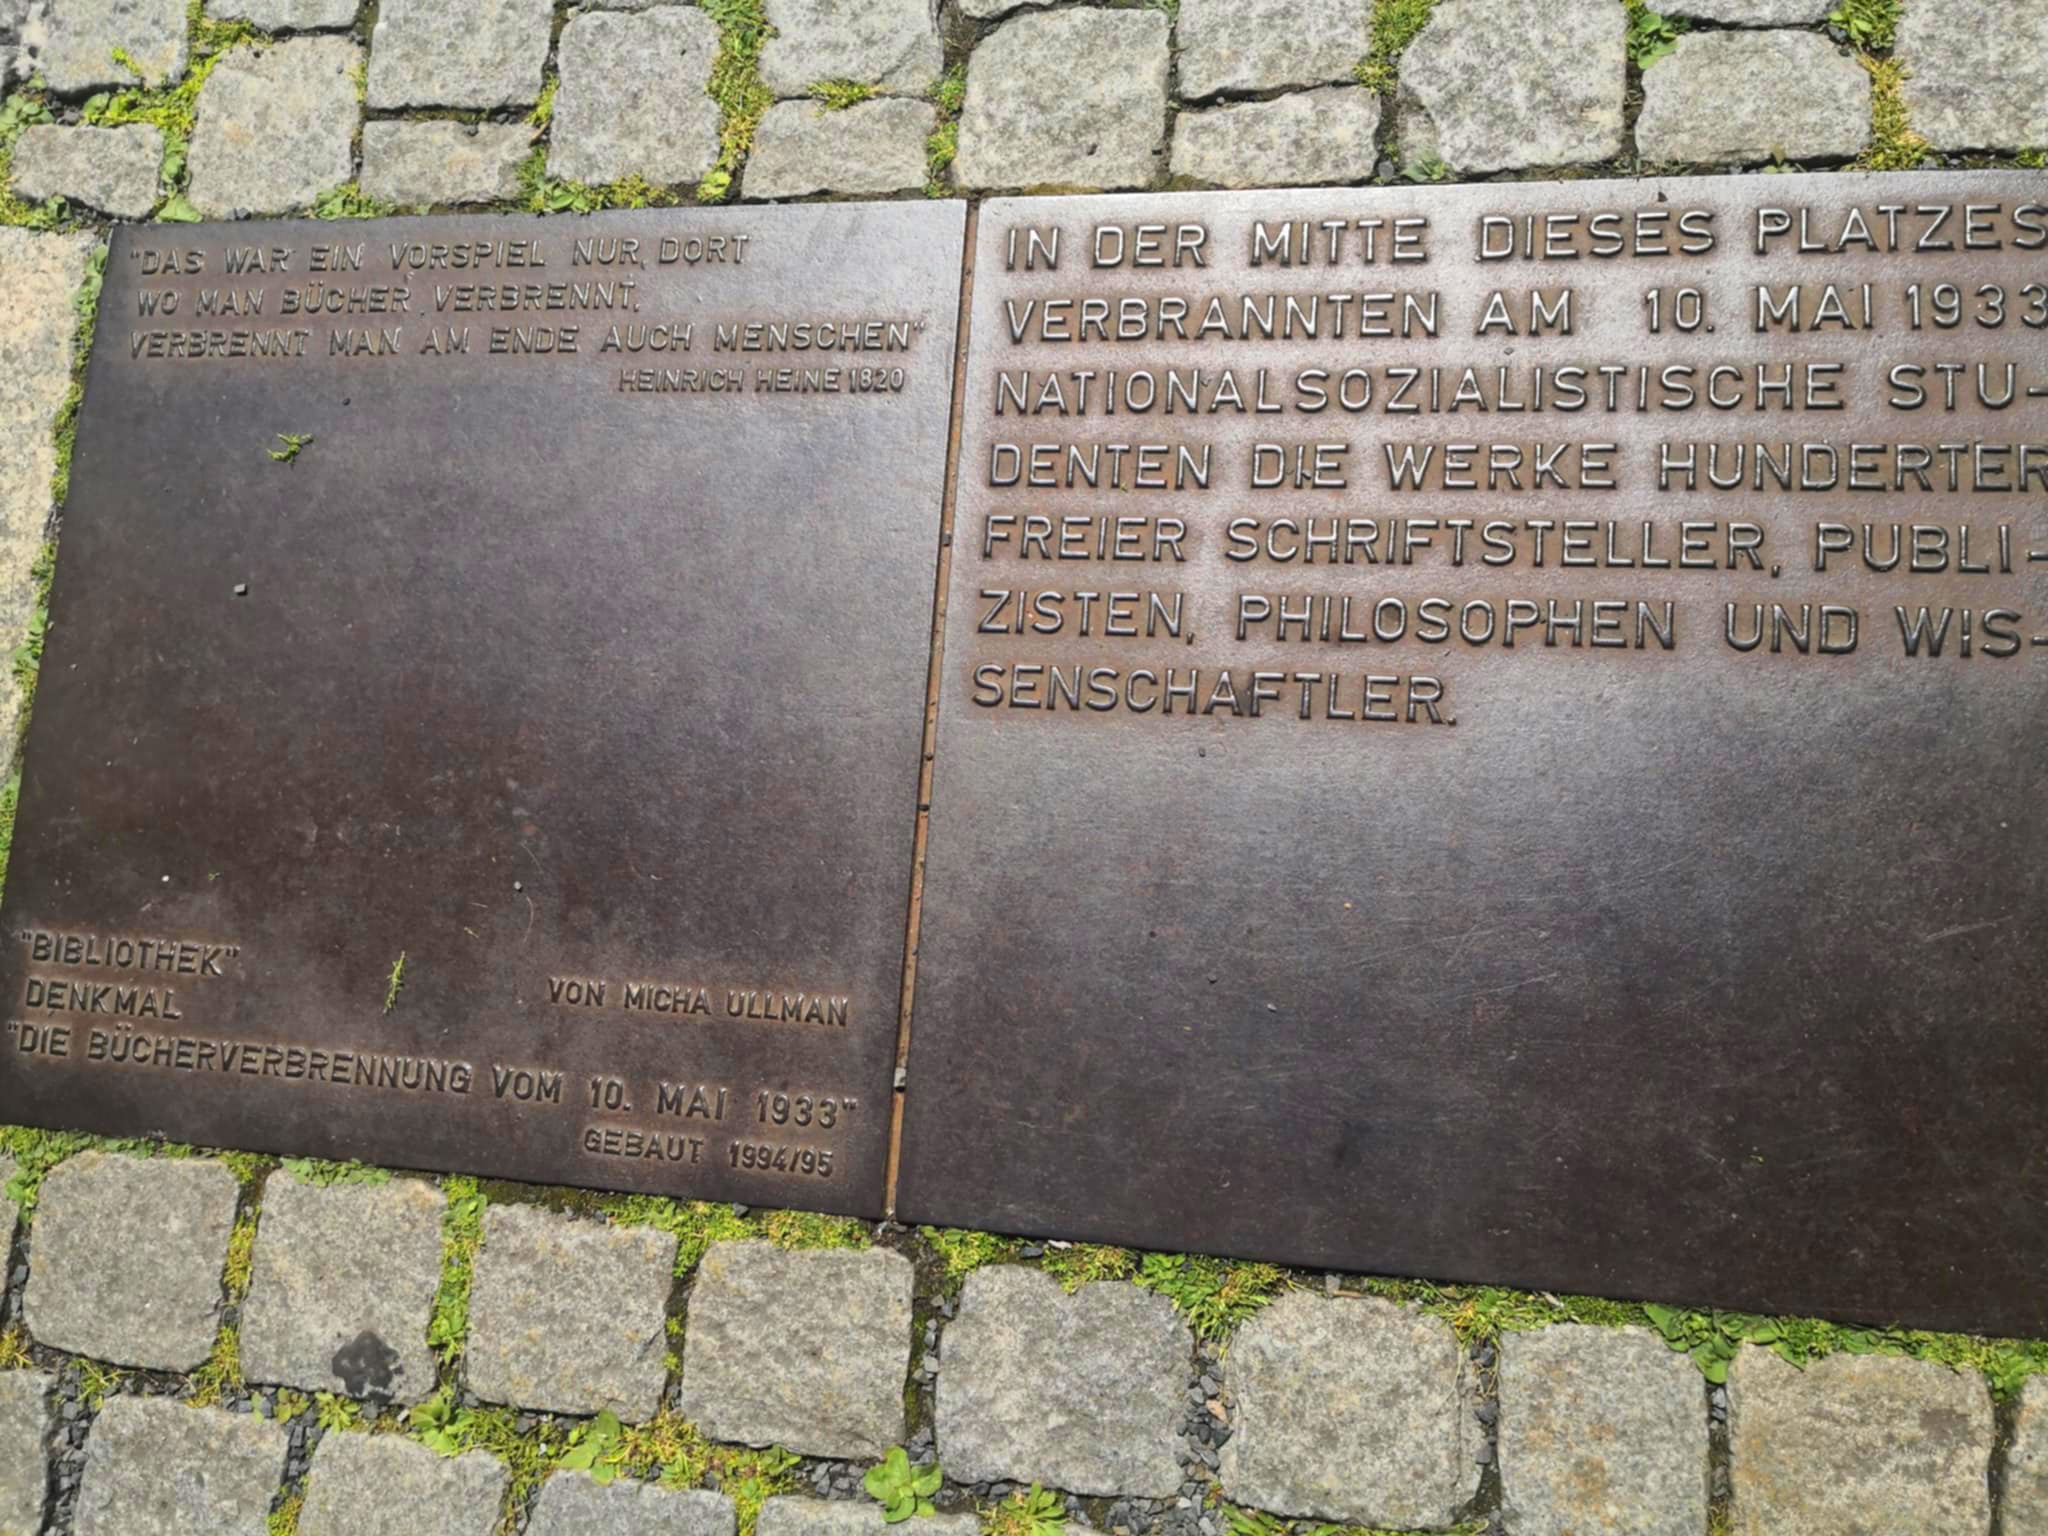 "DAS WAR EIN VORSPIEL NUR, DORT
WO MAN BÜCHER VERBRENNT,
VERBRENNT MAN AM ENDE AUCH MENSCHEN"
HEINRICH HEINE 1820
"BIBLIOTHEK"
DENKMAL VON MICHA ULLMAN
"DIE BÜCHERVERBRENNUNG VOM 10. MAI 1933"
GEBAUT 1994/95
IN DER MITTE DIESES PLATZES
VERBRANNTEN AM 10. MAI 1933
NATIONALSOZIALISTISCHE STU-
DENTEN DIE WERKE HUNDERTER
FREIER SCHRIFTSTELLER, PUBLI-
ZISTEN, PHILOSOPHEN UND WIS-
SENSCHAFTLER.